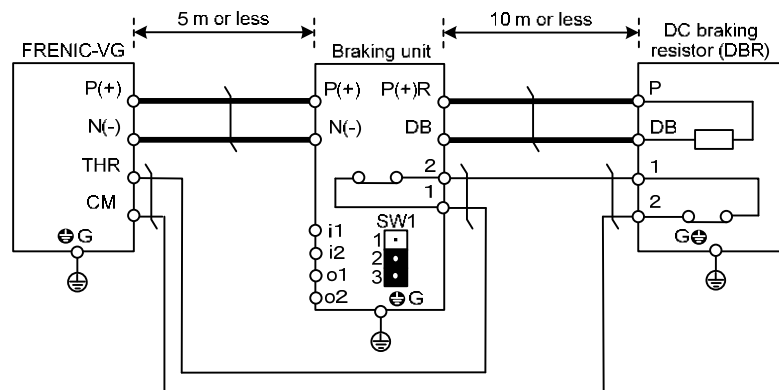 5 m or less
10 m or less
DC braking
resistor (DBR)
FRENIC-VG
Braking unit
P(+)
P(+)
P(+)R
P
N(-)
N(-)
DB
DB
THR
2
1
1
CM
2
SW1
i1
1
G
G
i2
2
o1
3
o2
G